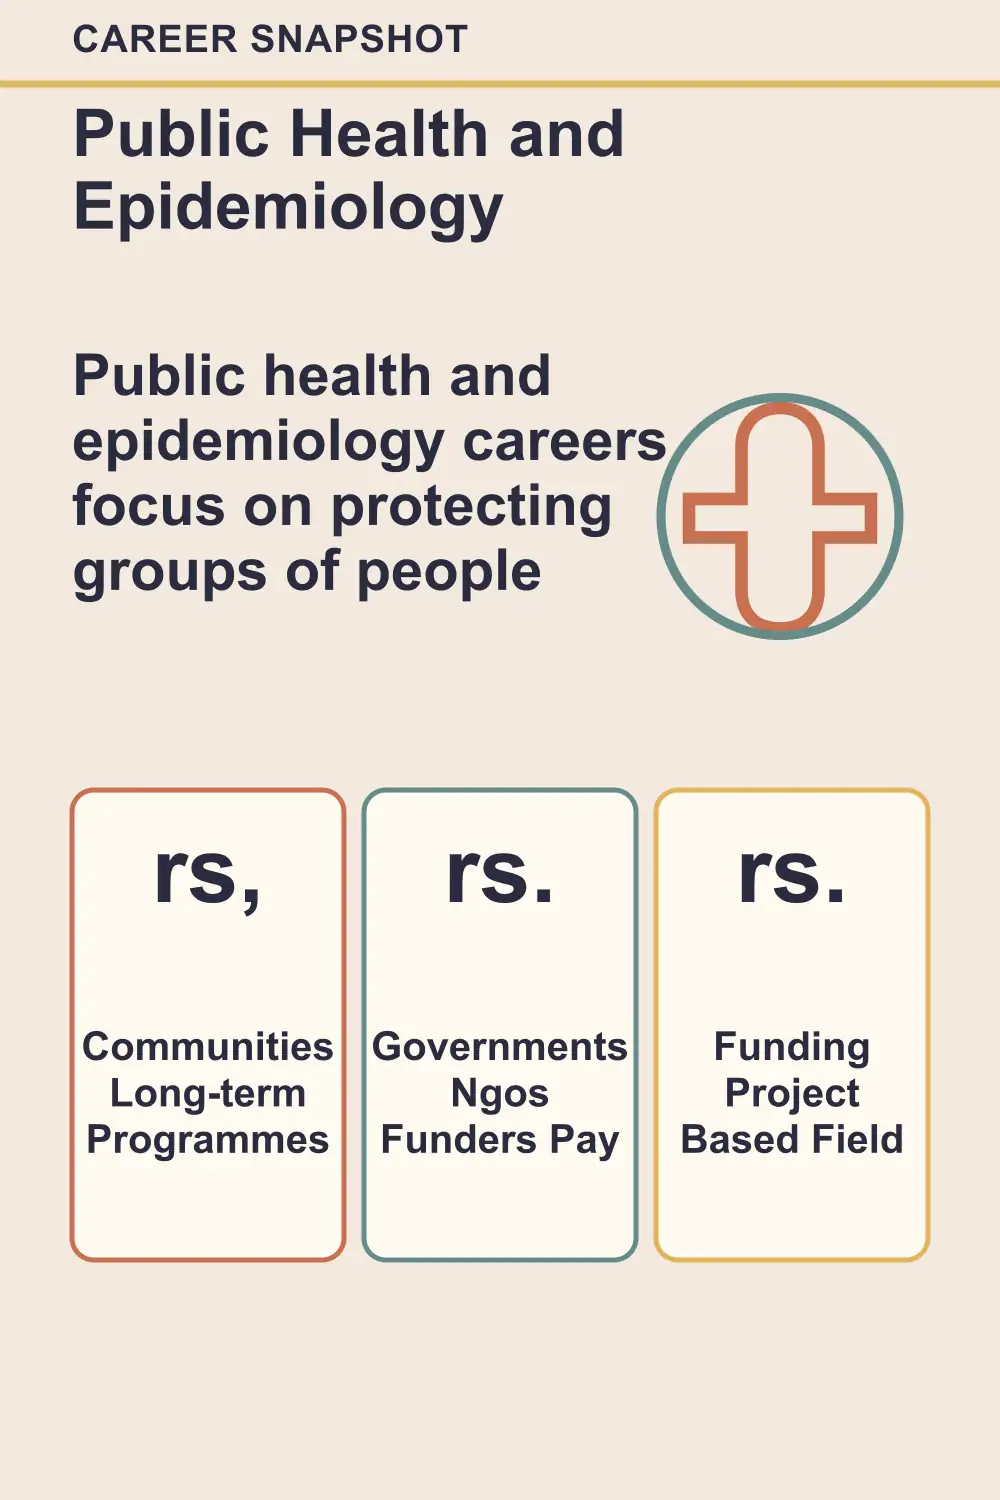 CAREER SNAPSHOT
Public Health and
Epidemiology
Public health and
epidemiology careers
focus on protecting
groups of people
rs,
Communities
Long-term
Programmes
rs.
Governments
Ngos
Funders Pay
rs.
Funding
Project
Based Field